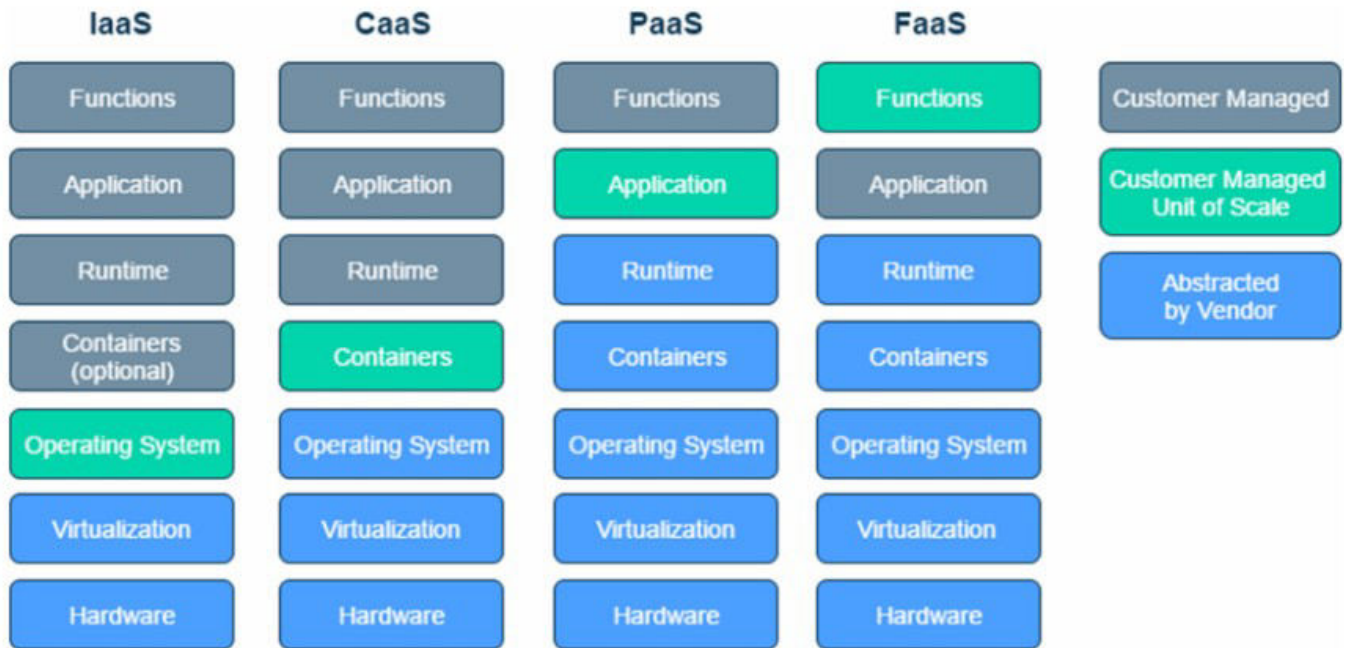 IaaS
CaaS
PaaS
FaaS
Functions
Functions
Functions
Functions
Customer Managed
Application
Application
Application
Application
Customer Managed
Unit of Scale
Runtime
Runtime
Runtime
Runtime
Abstracted
by Vendor
Containers
(optional)
Containers
Containers
Containers
Operating System
Operating System
Operating System
Operating System
Virtualization
Virtualization
Virtualization
Virtualization
Hardware
Hardware
Hardware
Hardware